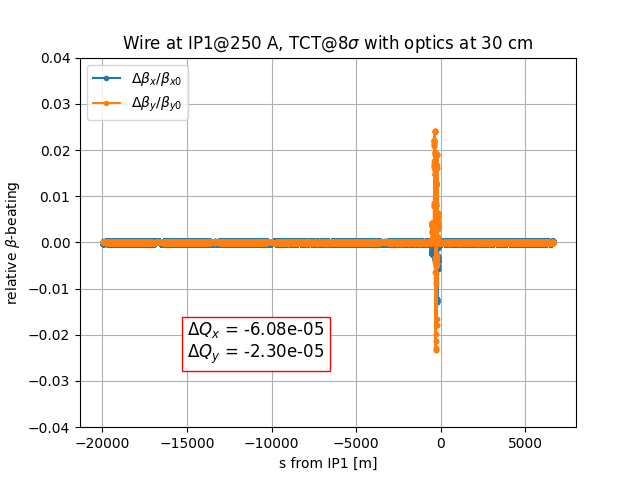 Wire at IP1@250 A, TCT@8σ with optics at 30 cm
Δβx/βx0
Δβy/βy0
0.04
0.03
0.02
0.01
0.00
−0.01
−0.02
−0.03
−0.04
relative β-beating
ΔQx = -6.08e-05
ΔQy = -2.30e-05
−20000 −15000 −10000 −5000 0 5000
s from IP1 [m]